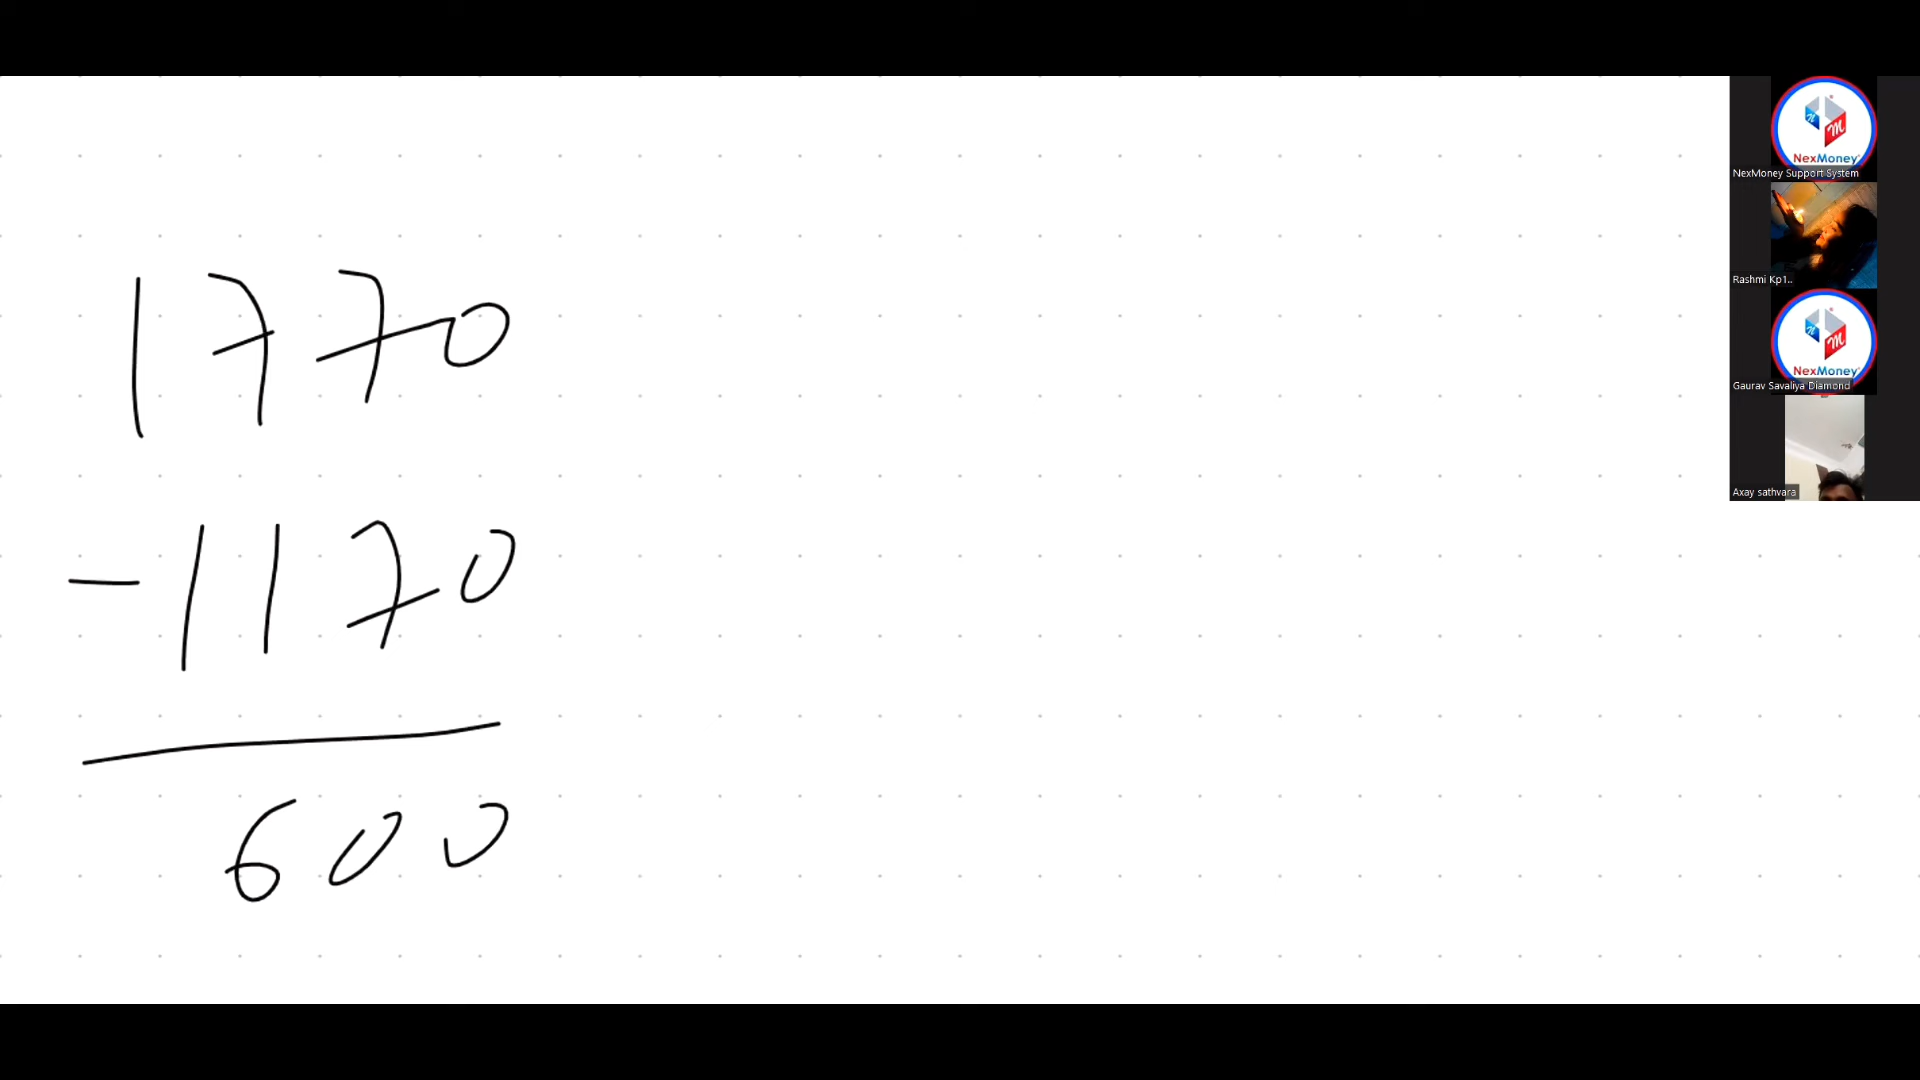 1770
-1170
600
NexMoney
NexMoney Support System
Rashmi Kp1..
NexMoney
Gaurav Savaliya Diamond
Axay sathvara